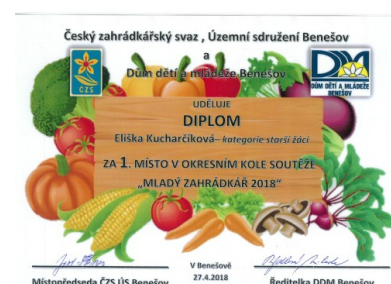 Český zahrádkářský svaz , Územní sdružení Benešov
a
Dům dětí a mládeže Benešov
ČZS
DŮM DĚTÍ A MLÁDEŽE
BENEŠOV
UDĚLUJE
DIPLOM
Eliška Kucharčíková– kategorie starší žáci
ZA 1. MÍSTO V OKRESNÍM KOLE SOUTĚŽE
„MLADÝ ZAHRÁDKÁŘ 2018“
V Benešově
27.4.2018
Místopředseda ČZS ÚS Benešov
Ředitelka DDM Benešov